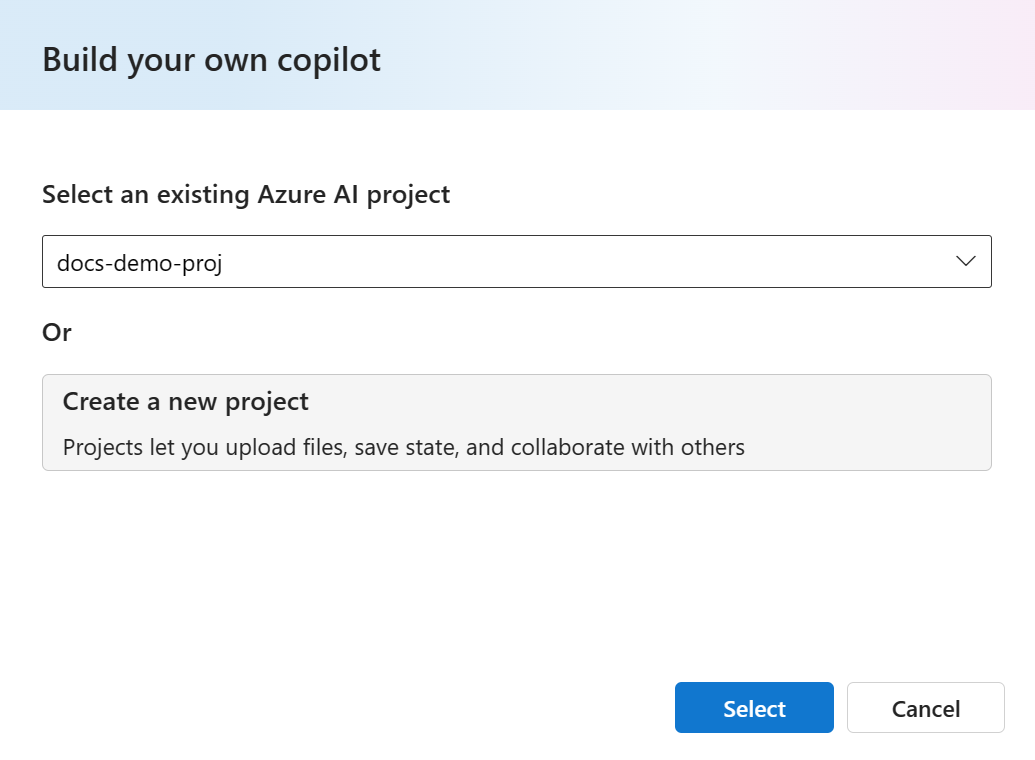 Build your own copilot
Select an existing Azure AI project
docs-demo-proj
Or
Create a new project
Projects let you upload files, save state, and collaborate with others
Select
Cancel